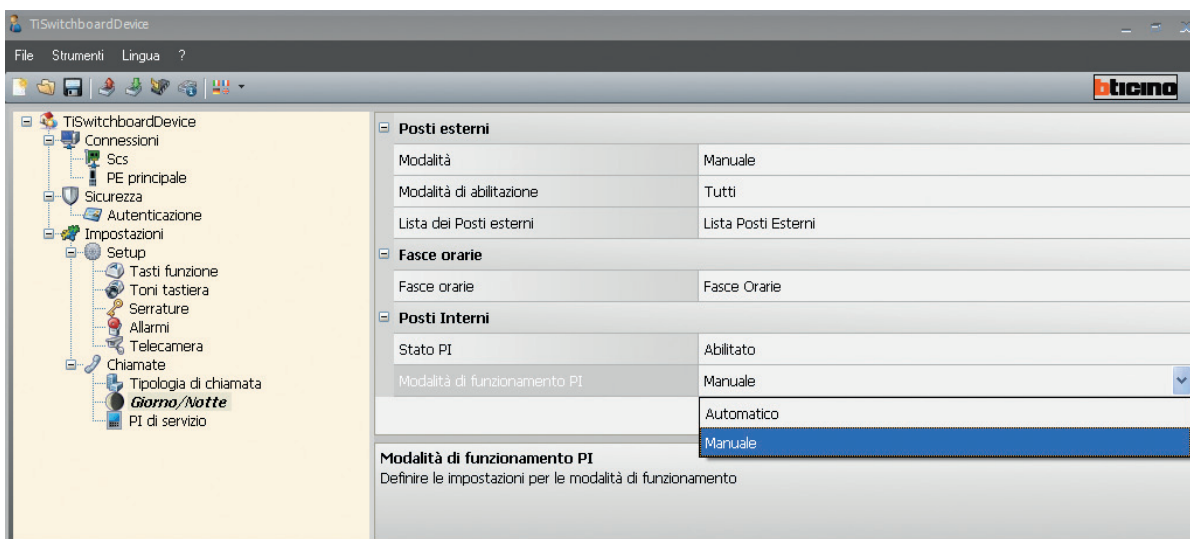 TiSwitchboardDevice
File Strumenti Lingua ?
bticino
TiSwitchboardDevice
Connessioni
Scs
PE principale
Sicurezza
Autenticazione
Impostazioni
Setup
Tasti funzione
Toni tastiera
Serrature
Allarmi
Telecamera
Chiamate
Tipologia di chiamata
Giorno/Notte
PI di servizio
Posti esterni
Modalità Manuale
Modalità di abilitazione Tutti
Lista dei Posti esterni Lista Posti Esterni
Fasce orarie
Fasce orarie Fasce Orarie
Posti Interni
Stato PI Abilitato
Modalità di funzionamento PI Manuale
Automatico
Manuale
Modalità di funzionamento PI
Definire le impostazioni per le modalità di funzionamento